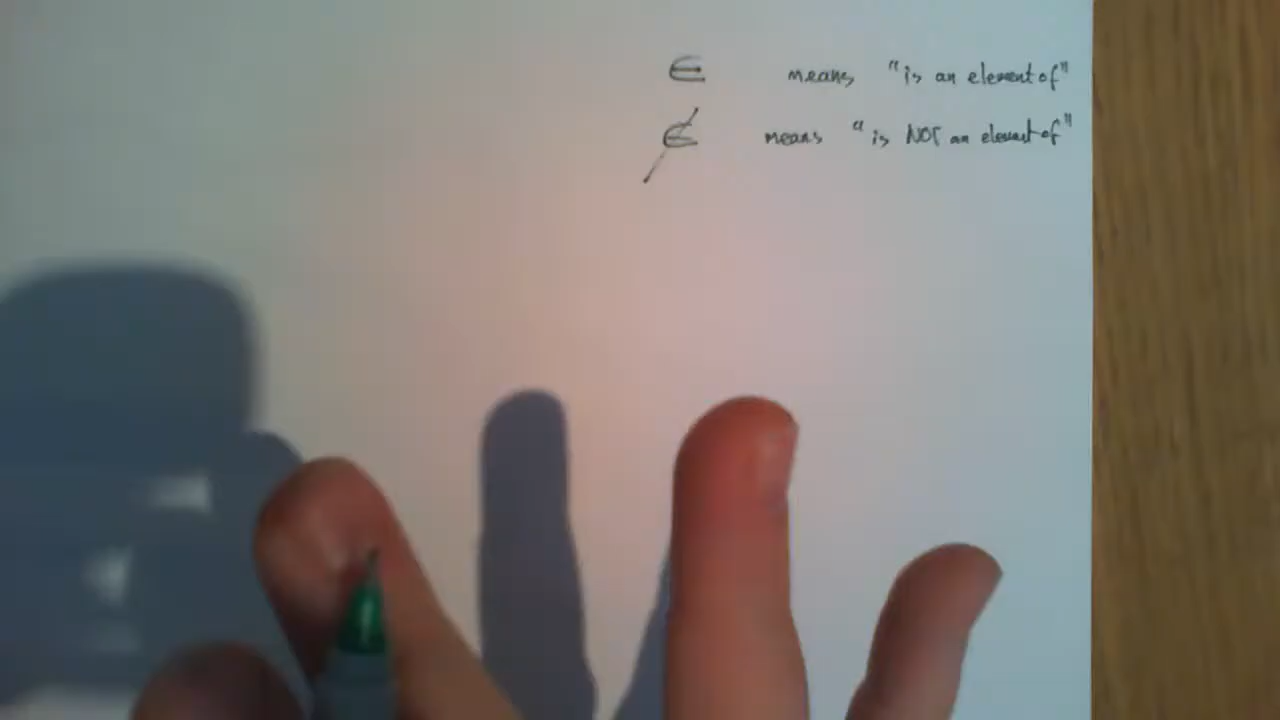 ∈ means "is an element of"
∉ means "is NOT an element of"